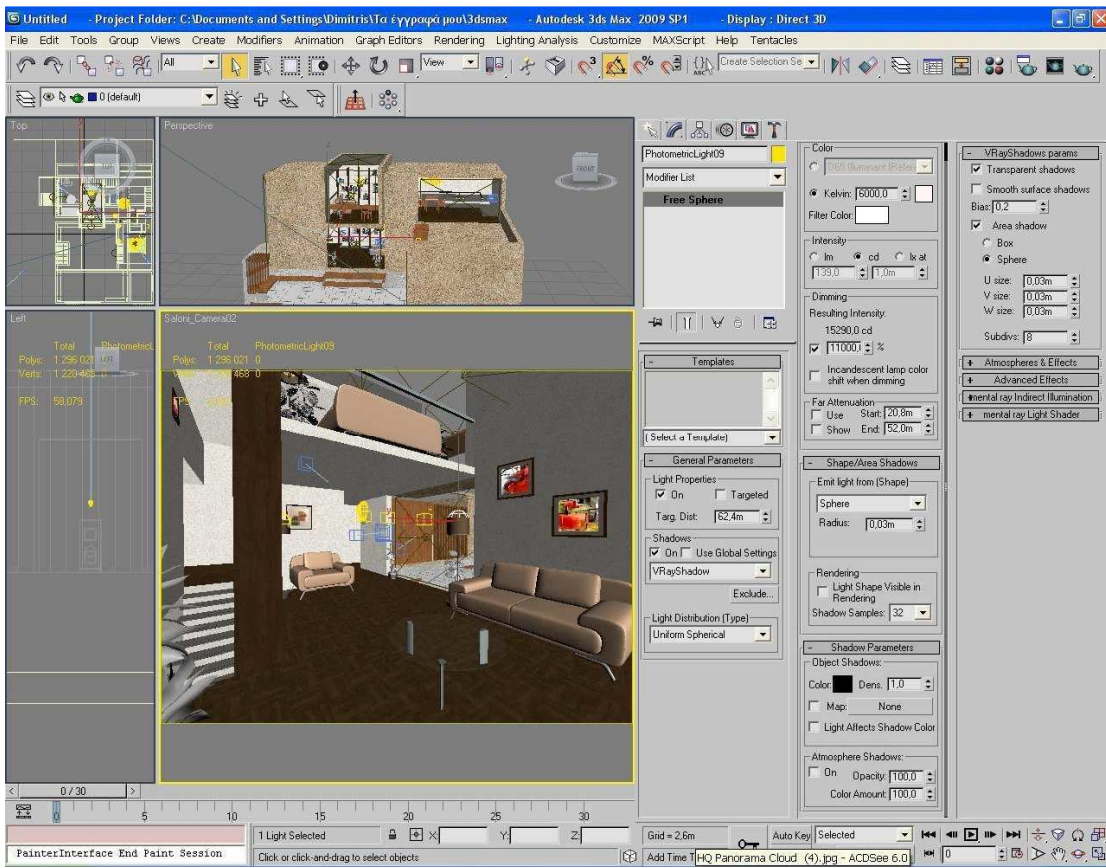 Untitled - Project Folder: C:\Documents and Settings\Dimitris\Τα έγγραφά μου\3dsmax - Autodesk 3ds Max 2009 SP1 - Display : Direct 3D
File Edit Tools Group Views Create Modifiers Animation Graph Editors Rendering Lighting Analysis Customize MAXScript Help Tentacles
All
View
Create Selection Se
0 (default)
Top
Perspective
FRONT
Left
Total
Polys: 1 296 021
Verts: 1 220 468
FPS: 58,079
LEFT
Saloni_Camera02
Total PhotometricLight09
Polys: 1 296 021 0
468 0
FPS
PhotometricLight09
Modifier List
Free Sphere
- Templates
(Select a Template)
- General Parameters
Light Properties
On Targeted
Targ. Dist: 62,4m
Shadows
On Use Global Settings
VRayShadow
Exclude...
Light Distribution (Type)
Uniform Spherical
Color
Kelvin: 6000,0
Filter Color:
Intensity
lm cd lx at
139,0 1,0m
Dimming
Resulting Intensity:
15290,0 cd
11000,( %
Incandescent lamp color
shift when dimming
Far Attenuation
Use Start: 20,8m
Show End: 52,0m
- Shape/Area Shadows
Emit light from (Shape)
Sphere
Radius: 0,03m
Rendering
Light Shape Visible in
Rendering
Shadow Samples: 32
- Shadow Parameters
Object Shadows:
Color: Dens. 1,0
Map: None
Light Affects Shadow Color
Atmosphere Shadows:
On Opacity: 100,0
Color Amount: 100,0
- VRayShadows params
Transparent shadows
Smooth surface shadows
Bias: 0,2
Area shadow
Box
Sphere
U size: 0,03m
V size: 0,03m
W size: 0,03m
Subdivs: 8
+ Atmospheres & Effects
+ Advanced Effects
+ mental ray Indirect Illumination
+ mental ray Light Shader
< 0 / 30 >
0 5 10 15 20 25 30
1 Light Selected X: Y: Z: Grid = 2,6m Auto Key Selected
PainterInterface End Paint Session
Click or click-and-drag to select objects
Add Time T
HQ Panorama Cloud (4).jpg - ACDSee 6.0
0